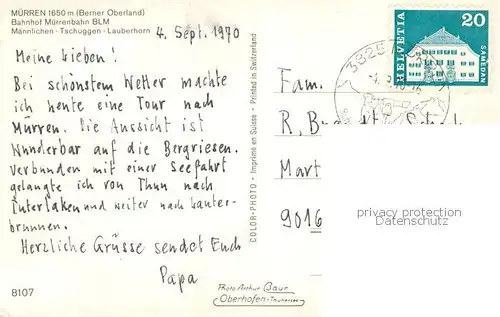 MÜRREN 1650 m (Berner Oberland)
Bahnhof Mürrenbahn BLM
Männlichen - Tschuggen - Lauberhorn
4. Sept. 1970
Meine Lieben!
Bei schönstem Wetter machte
ich heute eine Tour nach
Mürren. Die Aussicht ist
Wunderbar auf die Bergriesen.
Verbunden mit einer Seefahrt
gelangte ich von Thun nach
Interlaken und weiter nach Lauter-
brunnen.
Herzliche Grüsse sendet Euch
Papa
8107
COLOR-PHOTO - Imprimé en Suisse - Printed in Switzerland
Photo Arthur Baur
Oberhofen-Thunersee
3825
HELVETIA
20
SAMEDAN
Fam.
R.
Mart
9016
privacy protection
watermark